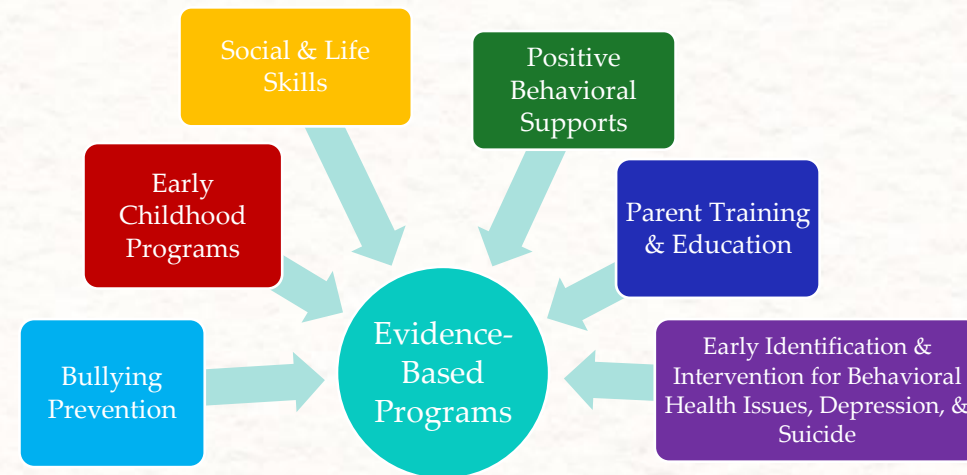 Social & Life
Skills
Positive
Behavioral
Supports
Early
Childhood
Programs
Parent Training
& Education
Bullying
Prevention
Evidence-
Based
Programs
Early Identification &
Intervention for Behavioral
Health Issues, Depression, &
Suicide